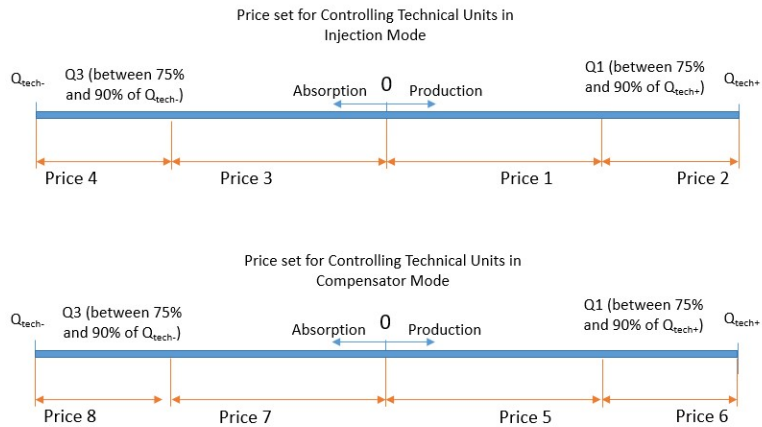 Price set for Controlling Technical Units in
Injection Mode
Qtech-
Q3 (between 75%
and 90% of Qtech-)
Absorption
0
Production
Q1 (between 75%
and 90% of Qtech+)
Qtech+
Price 4
Price 3
Price 1
Price 2
Price set for Controlling Technical Units in
Compensator Mode
Qtech-
Q3 (between 75%
and 90% of Qtech-)
Absorption
0
Production
Q1 (between 75%
and 90% of Qtech+)
Qtech+
Price 8
Price 7
Price 5
Price 6